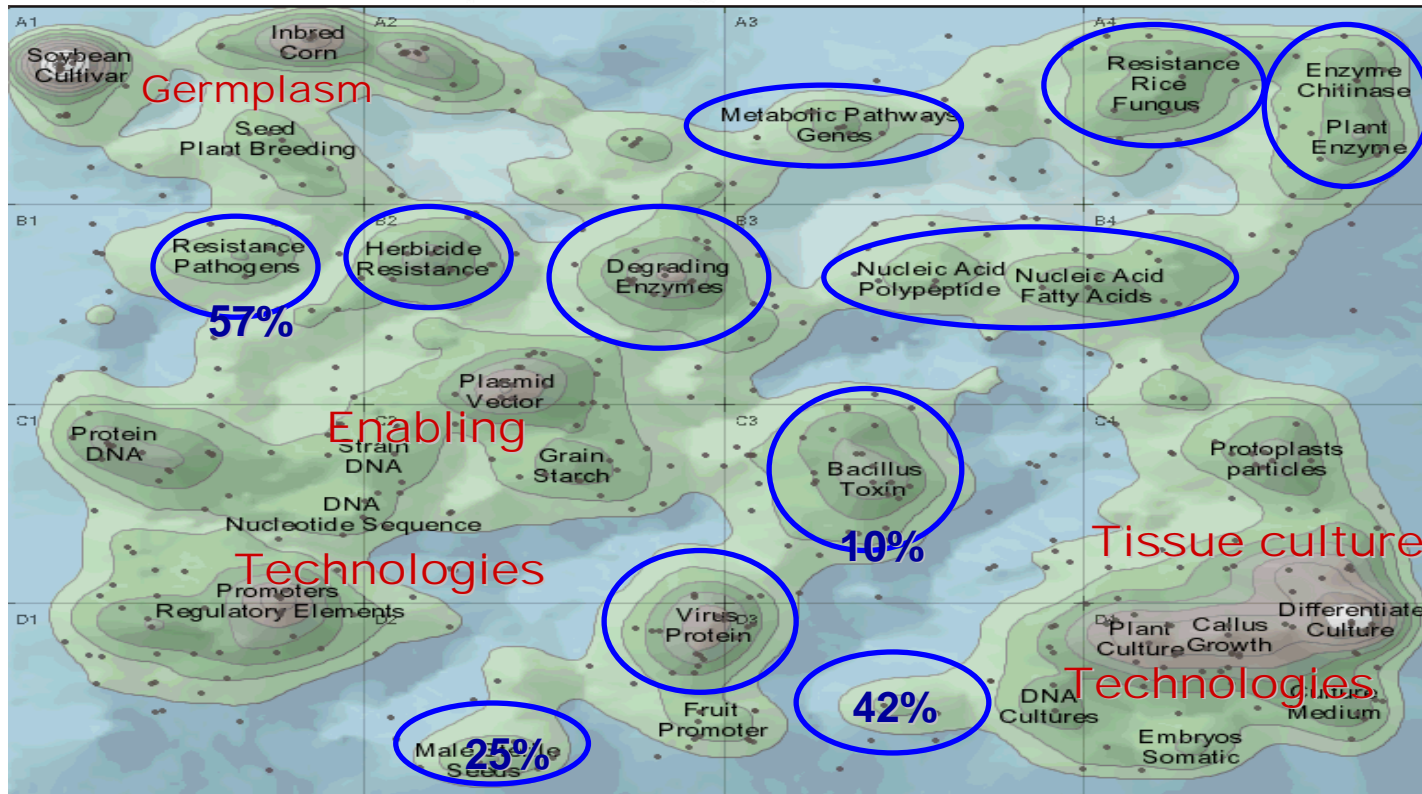 A1
A2
A3
A4
Soybean
Cultivar
Inbred
Corn
Germplasm
Seed
Plant Breeding
Metabolic Pathways
Genes
Resistance
Rice
Fungus
Enzyme
Chitinase
Plant
Enzyme
B1
B2
B3
B4
Resistance
Pathogens
57%
Herbicide
Resistance
Degrading
Enzymes
Nucleic Acid
Polypeptide
Nucleic Acid
Fatty Acids
Plasmid
Vector
C1
C2
C3
C4
Protein
DNA
Enabling
Strain
DNA
Grain
Starch
DNA
Nucleotide Sequence
Bacillus
Toxin
10%
Protoplasts
particles
Technologies
Tissue culture
Promoters
Regulatory Elements
D1
D2
D3
Virus
Protein
Plant
Culture
Callus
Growth
Differentiate
Culture
Technologies
Fruit
Promoter
42%
DNA
Cultures
Culture
Medium
Embryos
Somatic
Male
Seeds
25%